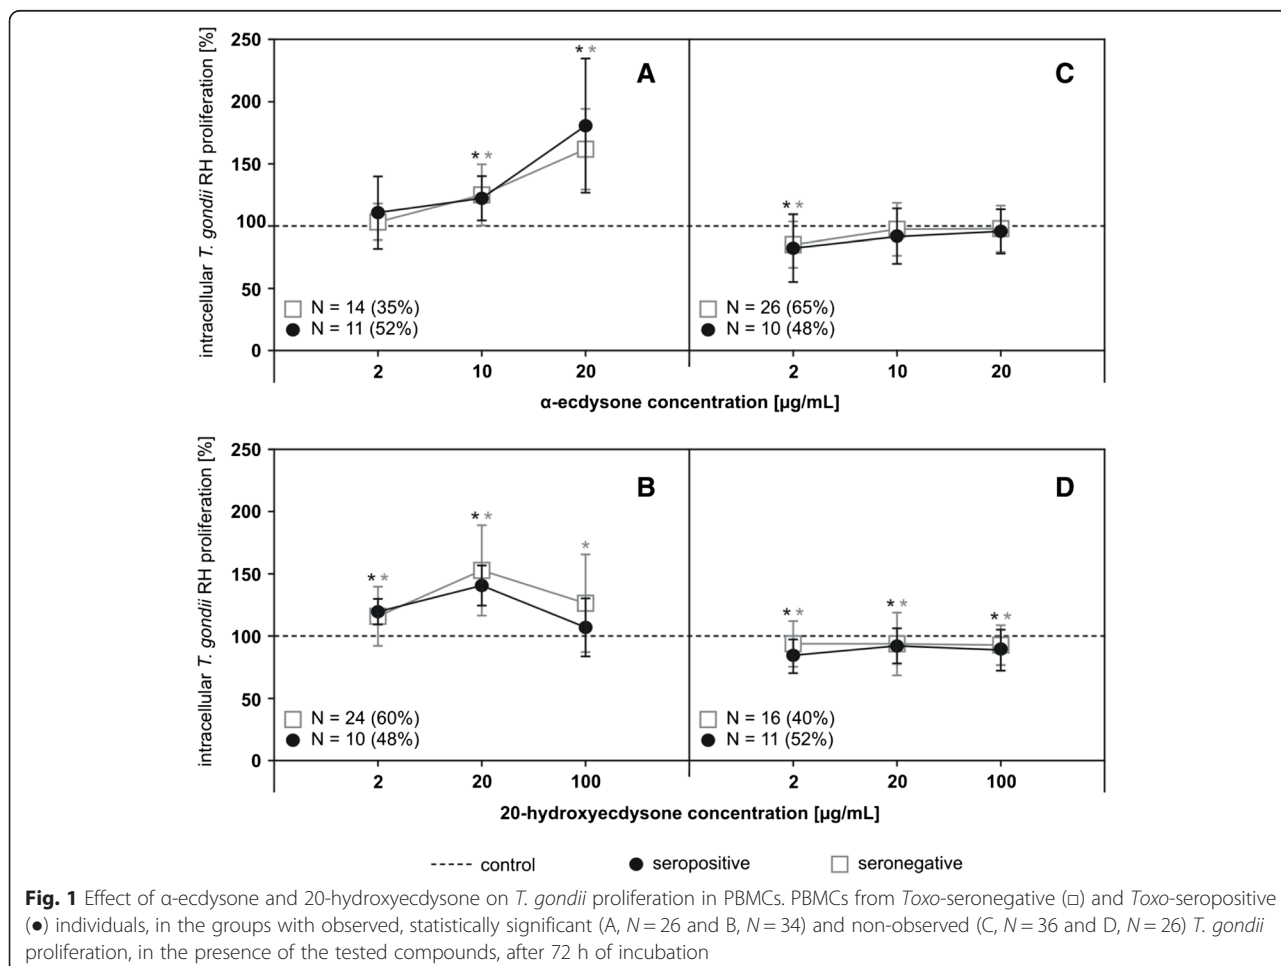 intracellular T. gondii RH proliferation [%]
250
200
150
100
50
0
* *
* *
A
□ N = 14 (35%)
● N = 11 (52%)
2 10 20
* *
C
□ N = 26 (65%)
● N = 10 (48%)
2 10 20
α-ecdysone concentration [µg/mL]
intracellular T. gondii RH proliferation [%]
250
200
150
100
50
0
* *
* *
*
B
□ N = 24 (60%)
● N = 10 (48%)
2 20 100
* *
* *
* *
D
□ N = 16 (40%)
● N = 11 (52%)
2 20 100
20-hydroxyecdysone concentration [µg/mL]
----- control ● seropositive □ seronegative
Fig. 1 Effect of α-ecdysone and 20-hydroxyecdysone on T. gondii proliferation in PBMCs. PBMCs from Toxo-seronegative (□) and Toxo-seropositive
(●) individuals, in the groups with observed, statistically significant (A, N = 26 and B, N = 34) and non-observed (C, N = 36 and D, N = 26) T. gondii
proliferation, in the presence of the tested compounds, after 72 h of incubation